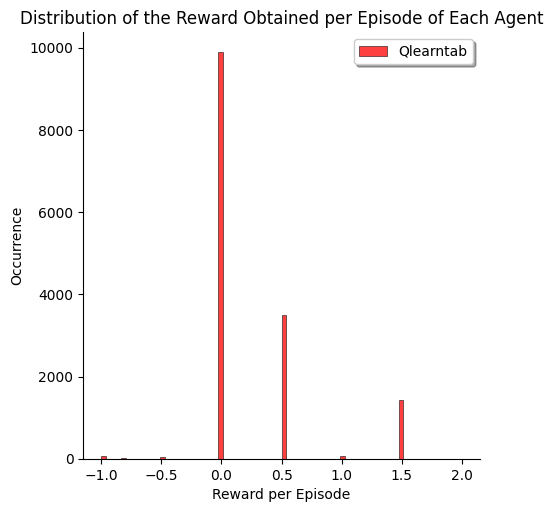 Distribution of the Reward Obtained per Episode of Each Agent
Qlearntab
10000
8000
6000
4000
2000
0
Occurrence
−1.0 −0.5 0.0 0.5 1.0 1.5 2.0
Reward per Episode